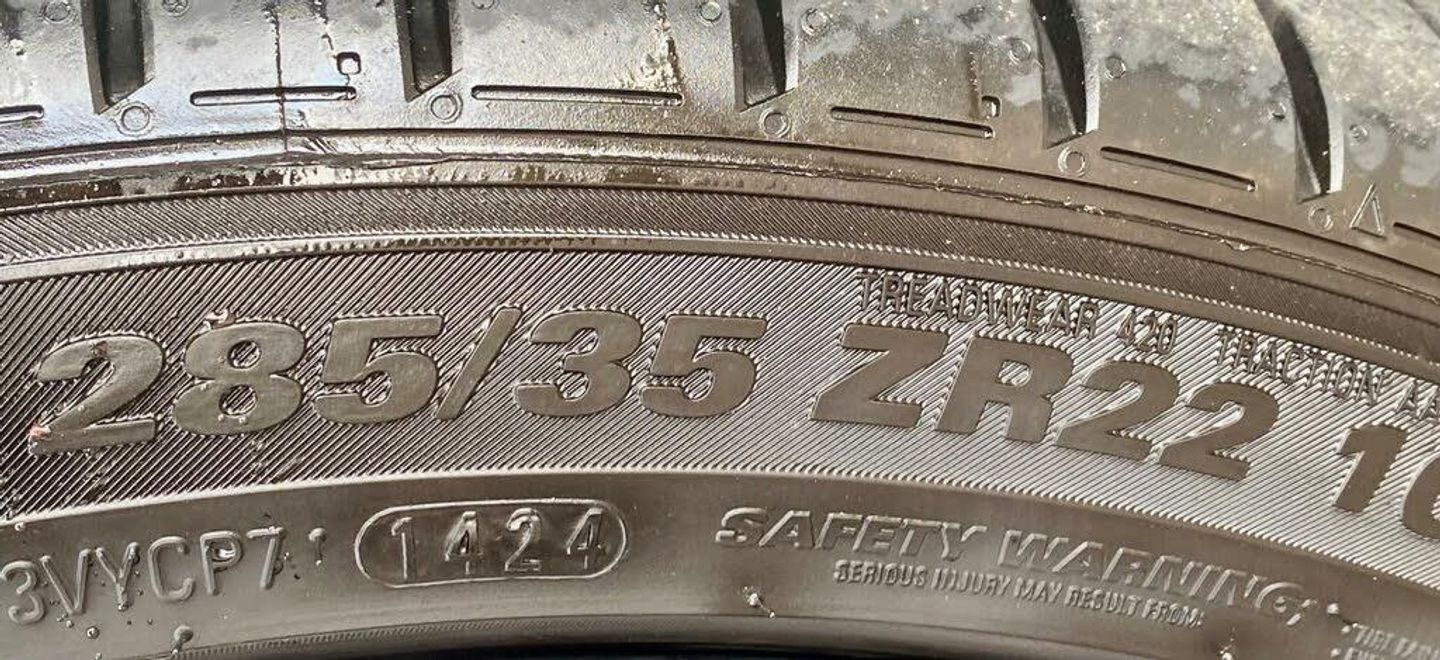 TREADWEAR 420 TRACTION
285/35 ZR22
3VYCP7
1424
SAFETY WARNING
SERIOUS INJURY MAY RESULT FROM: